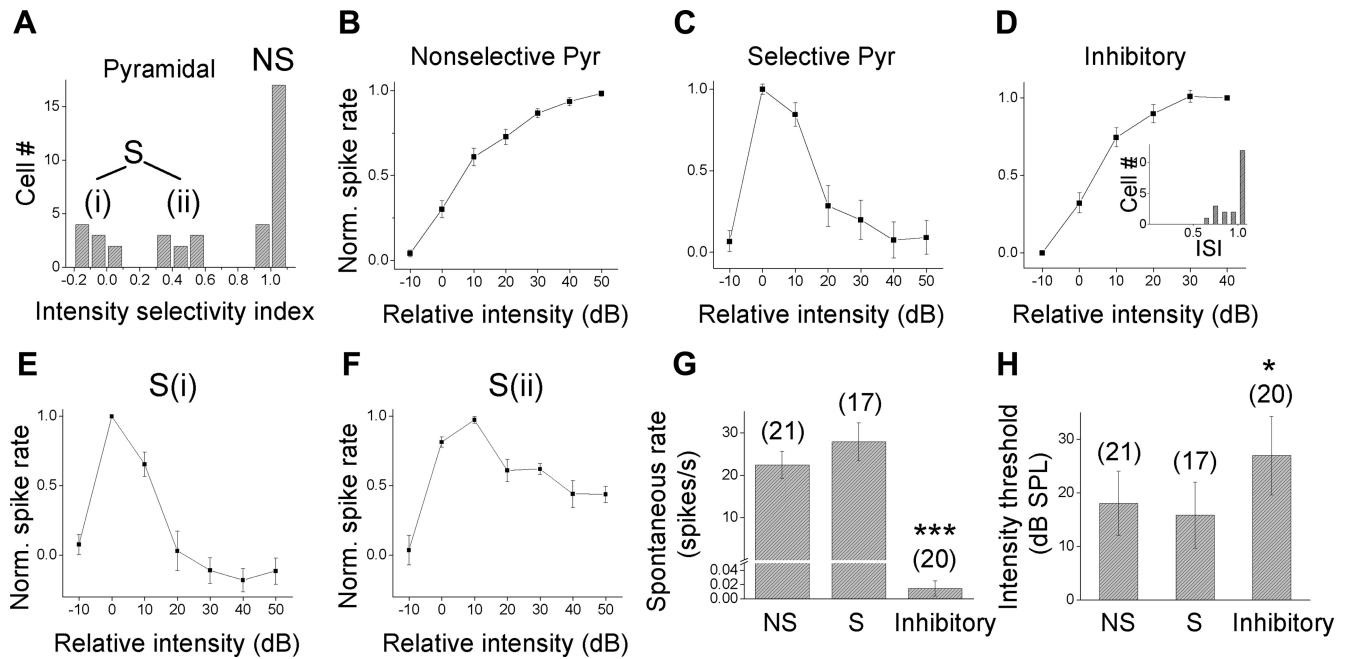 A
Pyramidal
NS
S
(i)
(ii)
Cell #
15
10
5
0
-0.2 0.0 0.2 0.4 0.6 0.8 1.0
Intensity selectivity index
B
Nonselective Pyr
Norm. spike rate
1.0
0.5
0.0
-10 0 10 20 30 40 50
Relative intensity (dB)
C
Selective Pyr
1.0
0.5
0.0
-10 0 10 20 30 40 50
Relative intensity (dB)
D
Inhibitory
1.0
0.5
0.0
-10 0 10 20 30 40
Relative intensity (dB)
Cell #
5
0
0.5 1.0
ISI
E
S(i)
Norm. spike rate
1.0
0.5
0.0
-10 0 10 20 30 40 50
Relative intensity (dB)
F
S(ii)
Norm. spike rate
1.0
0.5
0.0
-10 0 10 20 30 40 50
Relative intensity (dB)
G
Spontaneous rate
(spikes/s)
30
20
10
0.04
0.02
0.00
(21)
(17)
***
(20)
NS S Inhibitory
H
Intensity threshold
(dB SPL)
30
20
10
0
(21)
(17)
*
(20)
NS S Inhibitory